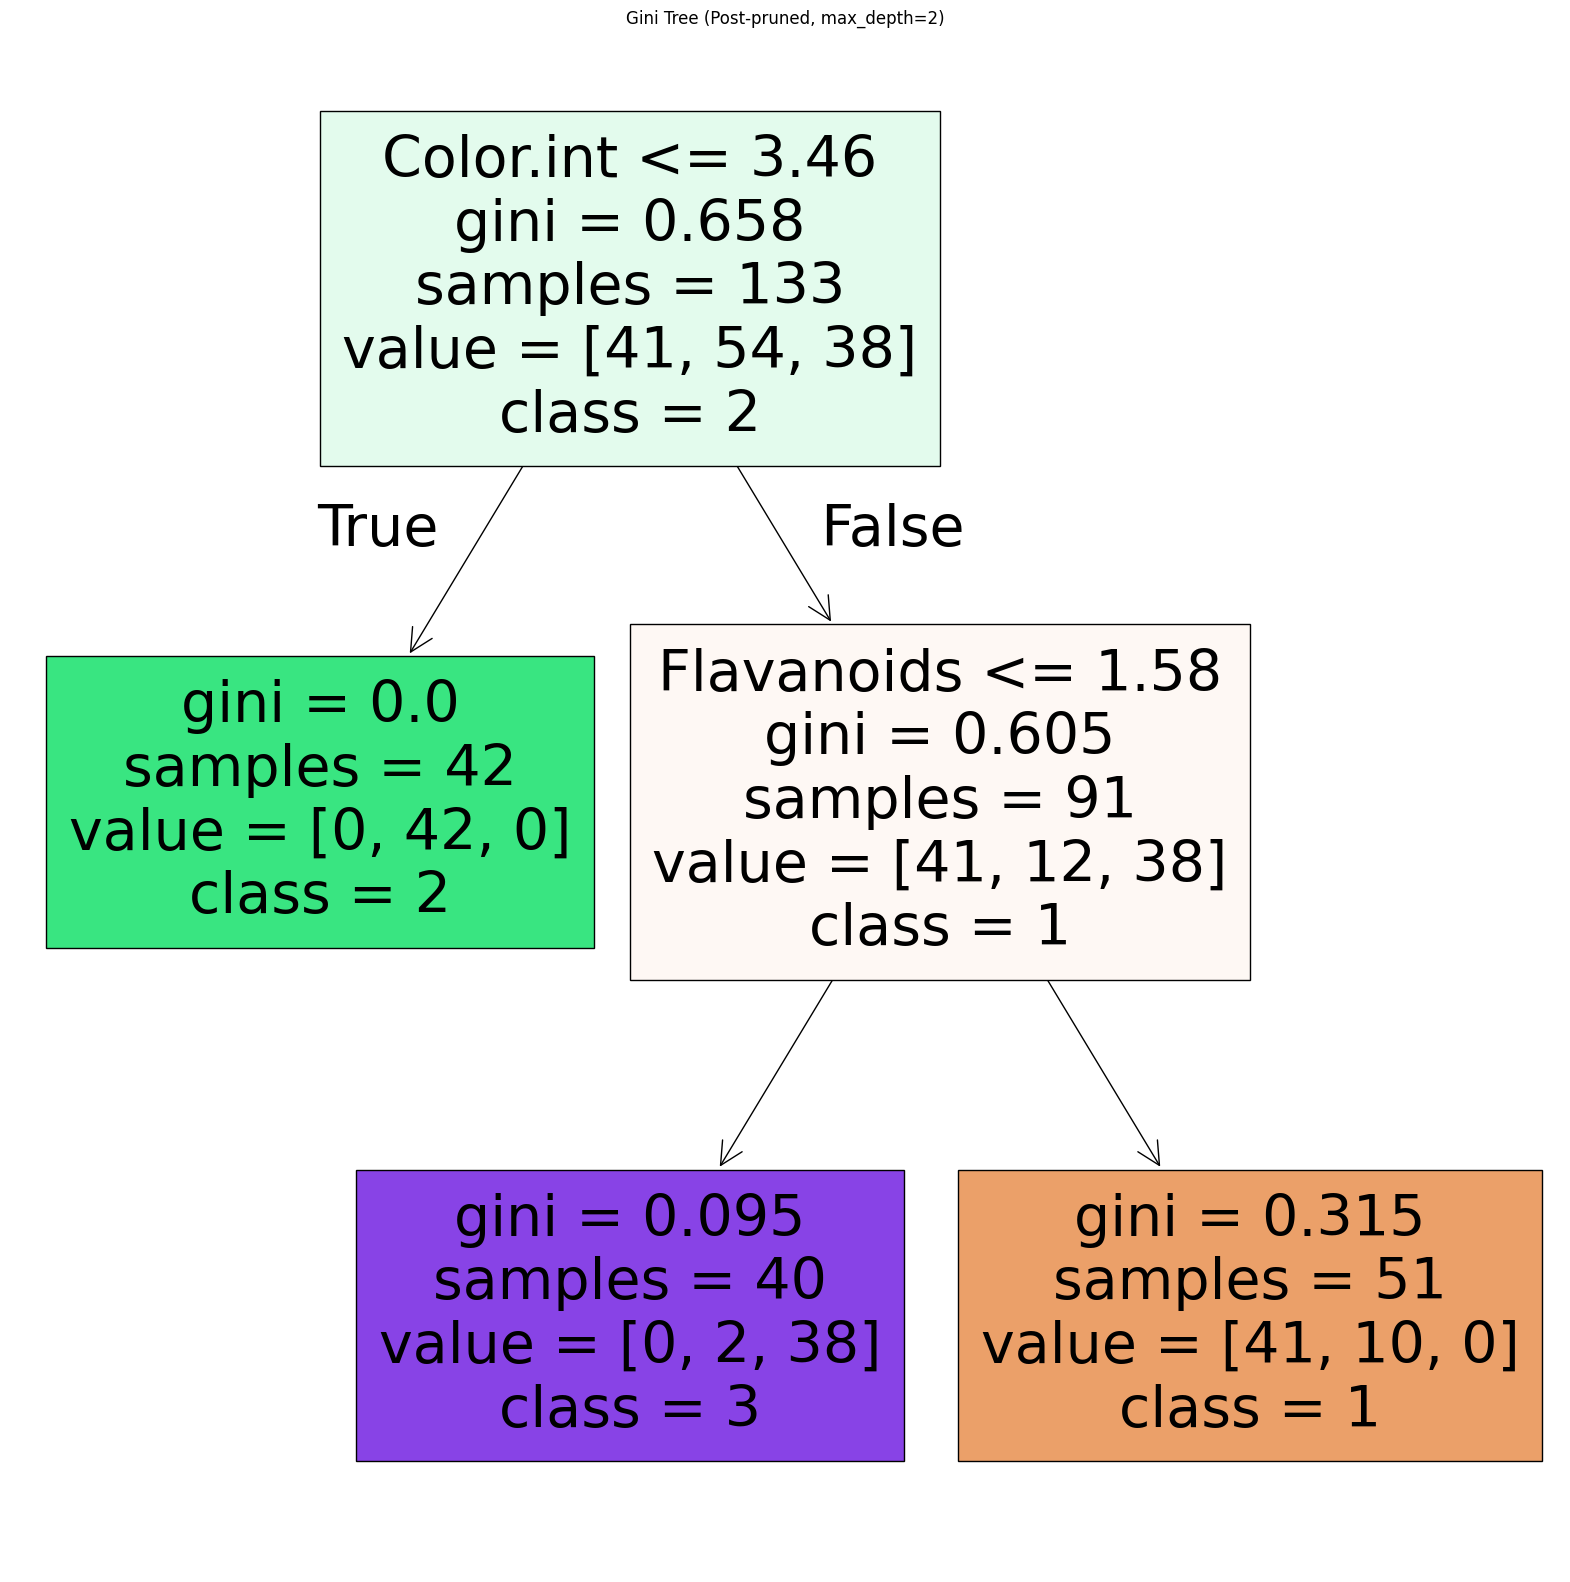 Gini Tree (Post-pruned, max_depth=2)
Color.int <= 3.46
gini = 0.658
samples = 133
value = [41, 54, 38]
class = 2
True
False
gini = 0.0
samples = 42
value = [0, 42, 0]
class = 2
Flavanoids <= 1.58
gini = 0.605
samples = 91
value = [41, 12, 38]
class = 1
gini = 0.095
samples = 40
value = [0, 2, 38]
class = 3
gini = 0.315
samples = 51
value = [41, 10, 0]
class = 1